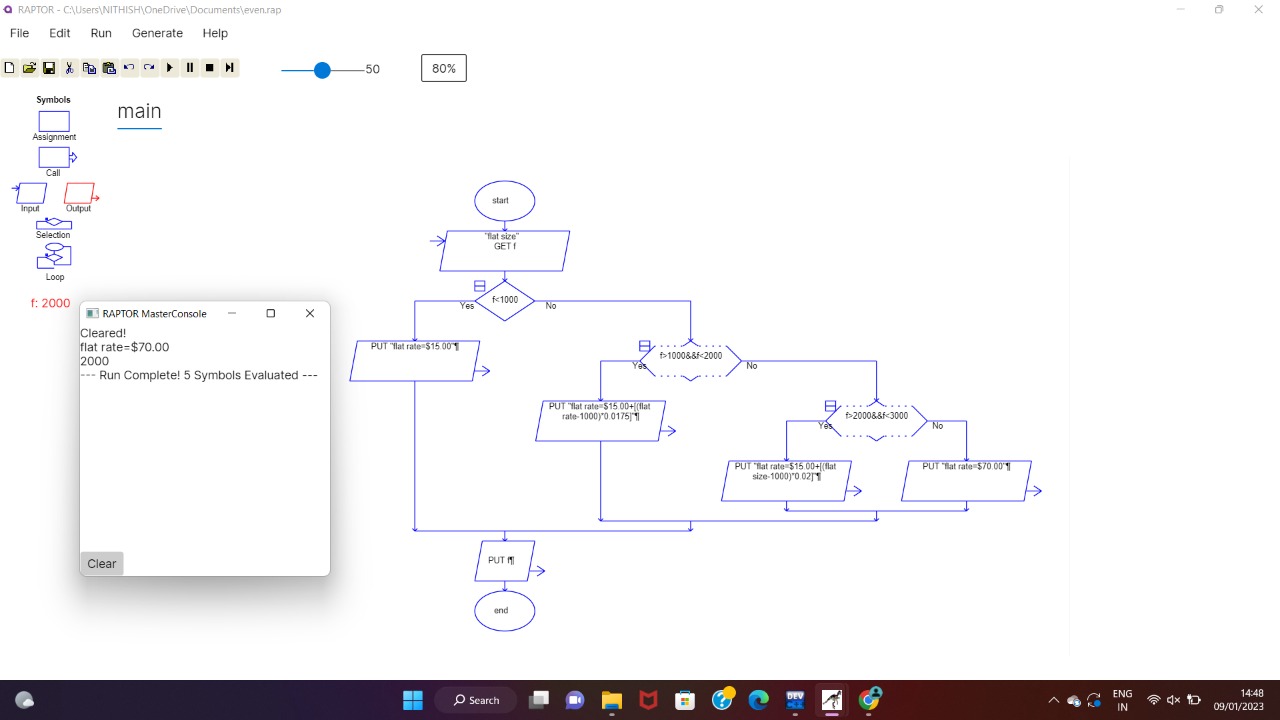 RAPTOR - C:\Users\NITHISH\OneDrive\Documents\even.rap
File Edit Run Generate Help
50
80%
Symbols
Assignment
Call
Input Output
Selection
Loop
f: 2000
main
start
"flat size"
GET f
f<1000
Yes No
PUT "flat rate=$15.00"¶
f>1000&&f<2000
Yes No
PUT "flat rate=$15.00+[(flat
rate-1000)*0.0175]"¶
f>2000&&f<3000
Yes No
PUT "flat rate=$15.00+[(flat
size-1000)*0.02]"¶
PUT "flat rate=$70.00"¶
PUT f¶
end
RAPTOR MasterConsole
Cleared!
flat rate=$70.00
2000
--- Run Complete! 5 Symbols Evaluated ---
Clear
Search
DEV
ENG
IN
14:48
09/01/2023